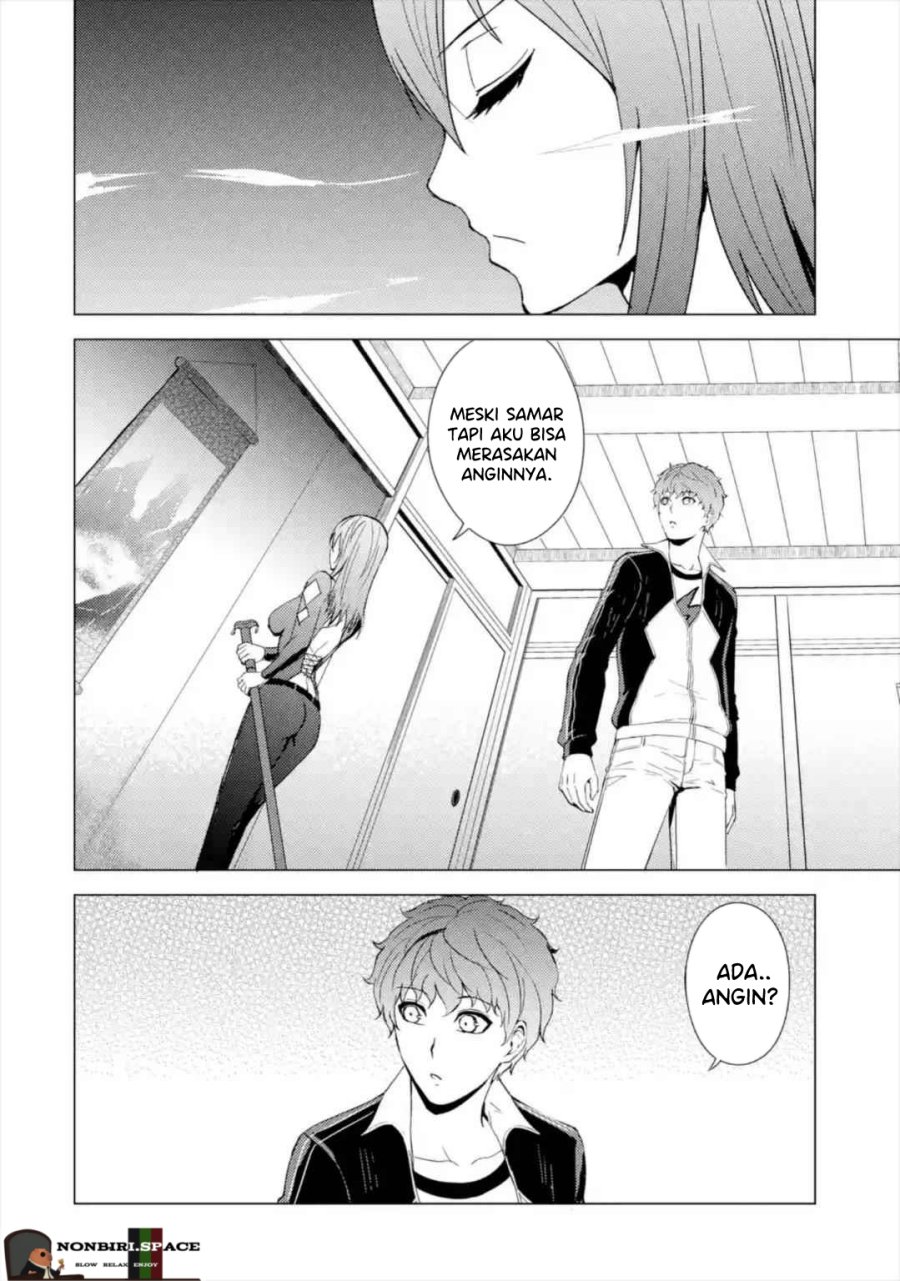 MESKI SAMAR
TAPI AKU BISA
MERASAKAN
ANGINNYA.
ADA..
ANGIN?
NONBIRI.SPACE
SLOW RELAX ENJOY